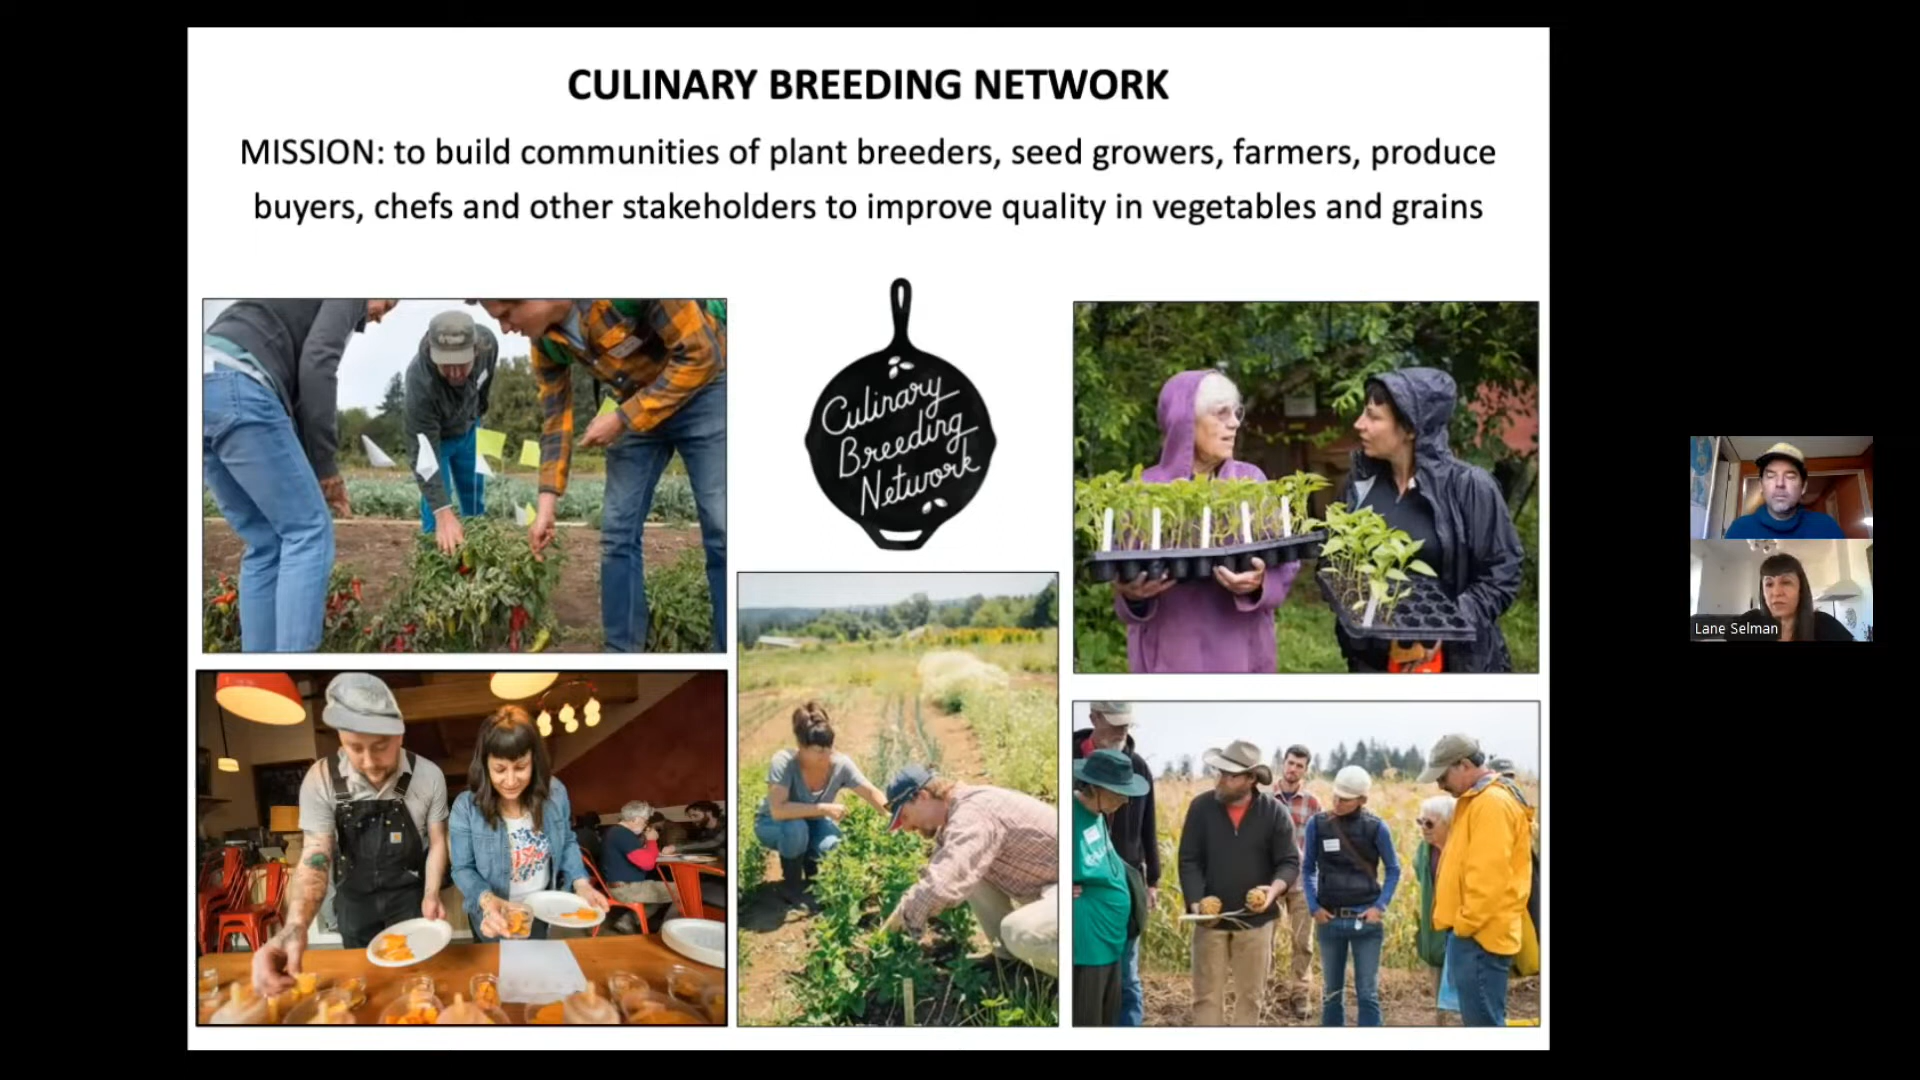 CULINARY BREEDING NETWORK
MISSION: to build communities of plant breeders, seed growers, farmers, produce
buyers, chefs and other stakeholders to improve quality in vegetables and grains
Culinary
Breeding
Network
Lane Selman